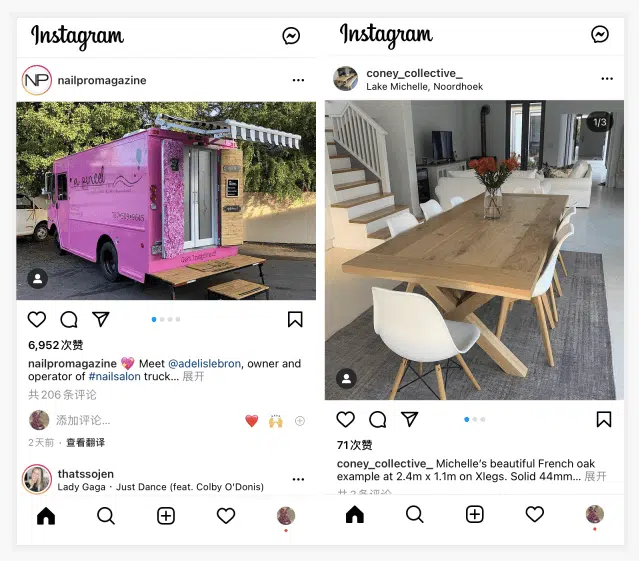 Instagram
NP
nailpromagazine
6,952次赞
nailpromagazine 💖 Meet @adelislebron, owner and
operator of #nailsalon truck... 展开
共206条评论
添加评论...
2天前 · 查看翻译
thatssojen
Lady Gaga · Just Dance (feat. Colby O'Donis)
Instagram
coney_collective_
Lake Michelle, Noordhoek
1/3
71次赞
coney_collective_ Michelle's beautiful French oak
example at 2.4m x 1.1m on Xlegs. Solid 44mm... 展开